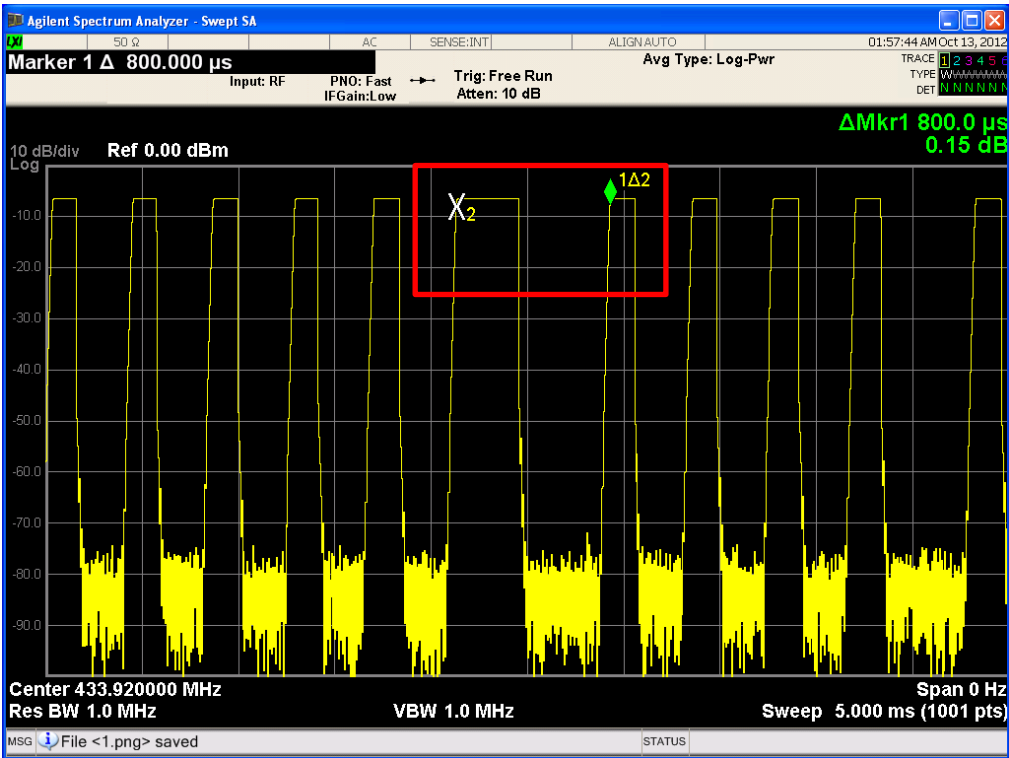 Agilent Spectrum Analyzer - Swept SA
LXI 50 Ω AC SENSE:INT ALIGN AUTO 01:57:44 AM Oct 13, 2012
Marker 1 Δ 800.000 µs
Avg Type: Log-Pwr
TRACE 1 2 3 4 5 6
Input: RF PNO: Fast Trig: Free Run
TYPE W
IFGain:Low Atten: 10 dB
DET N N N N N N
ΔMkr1 800.0 µs
0.15 dB
10 dB/div Ref 0.00 dBm
Log
1Δ2
X2
-10.0
-20.0
-30.0
-40.0
-50.0
-60.0
-70.0
-80.0
-90.0
Center 433.920000 MHz Span 0 Hz
Res BW 1.0 MHz VBW 1.0 MHz Sweep 5.000 ms (1001 pts)
MSG File <1.png> saved STATUS